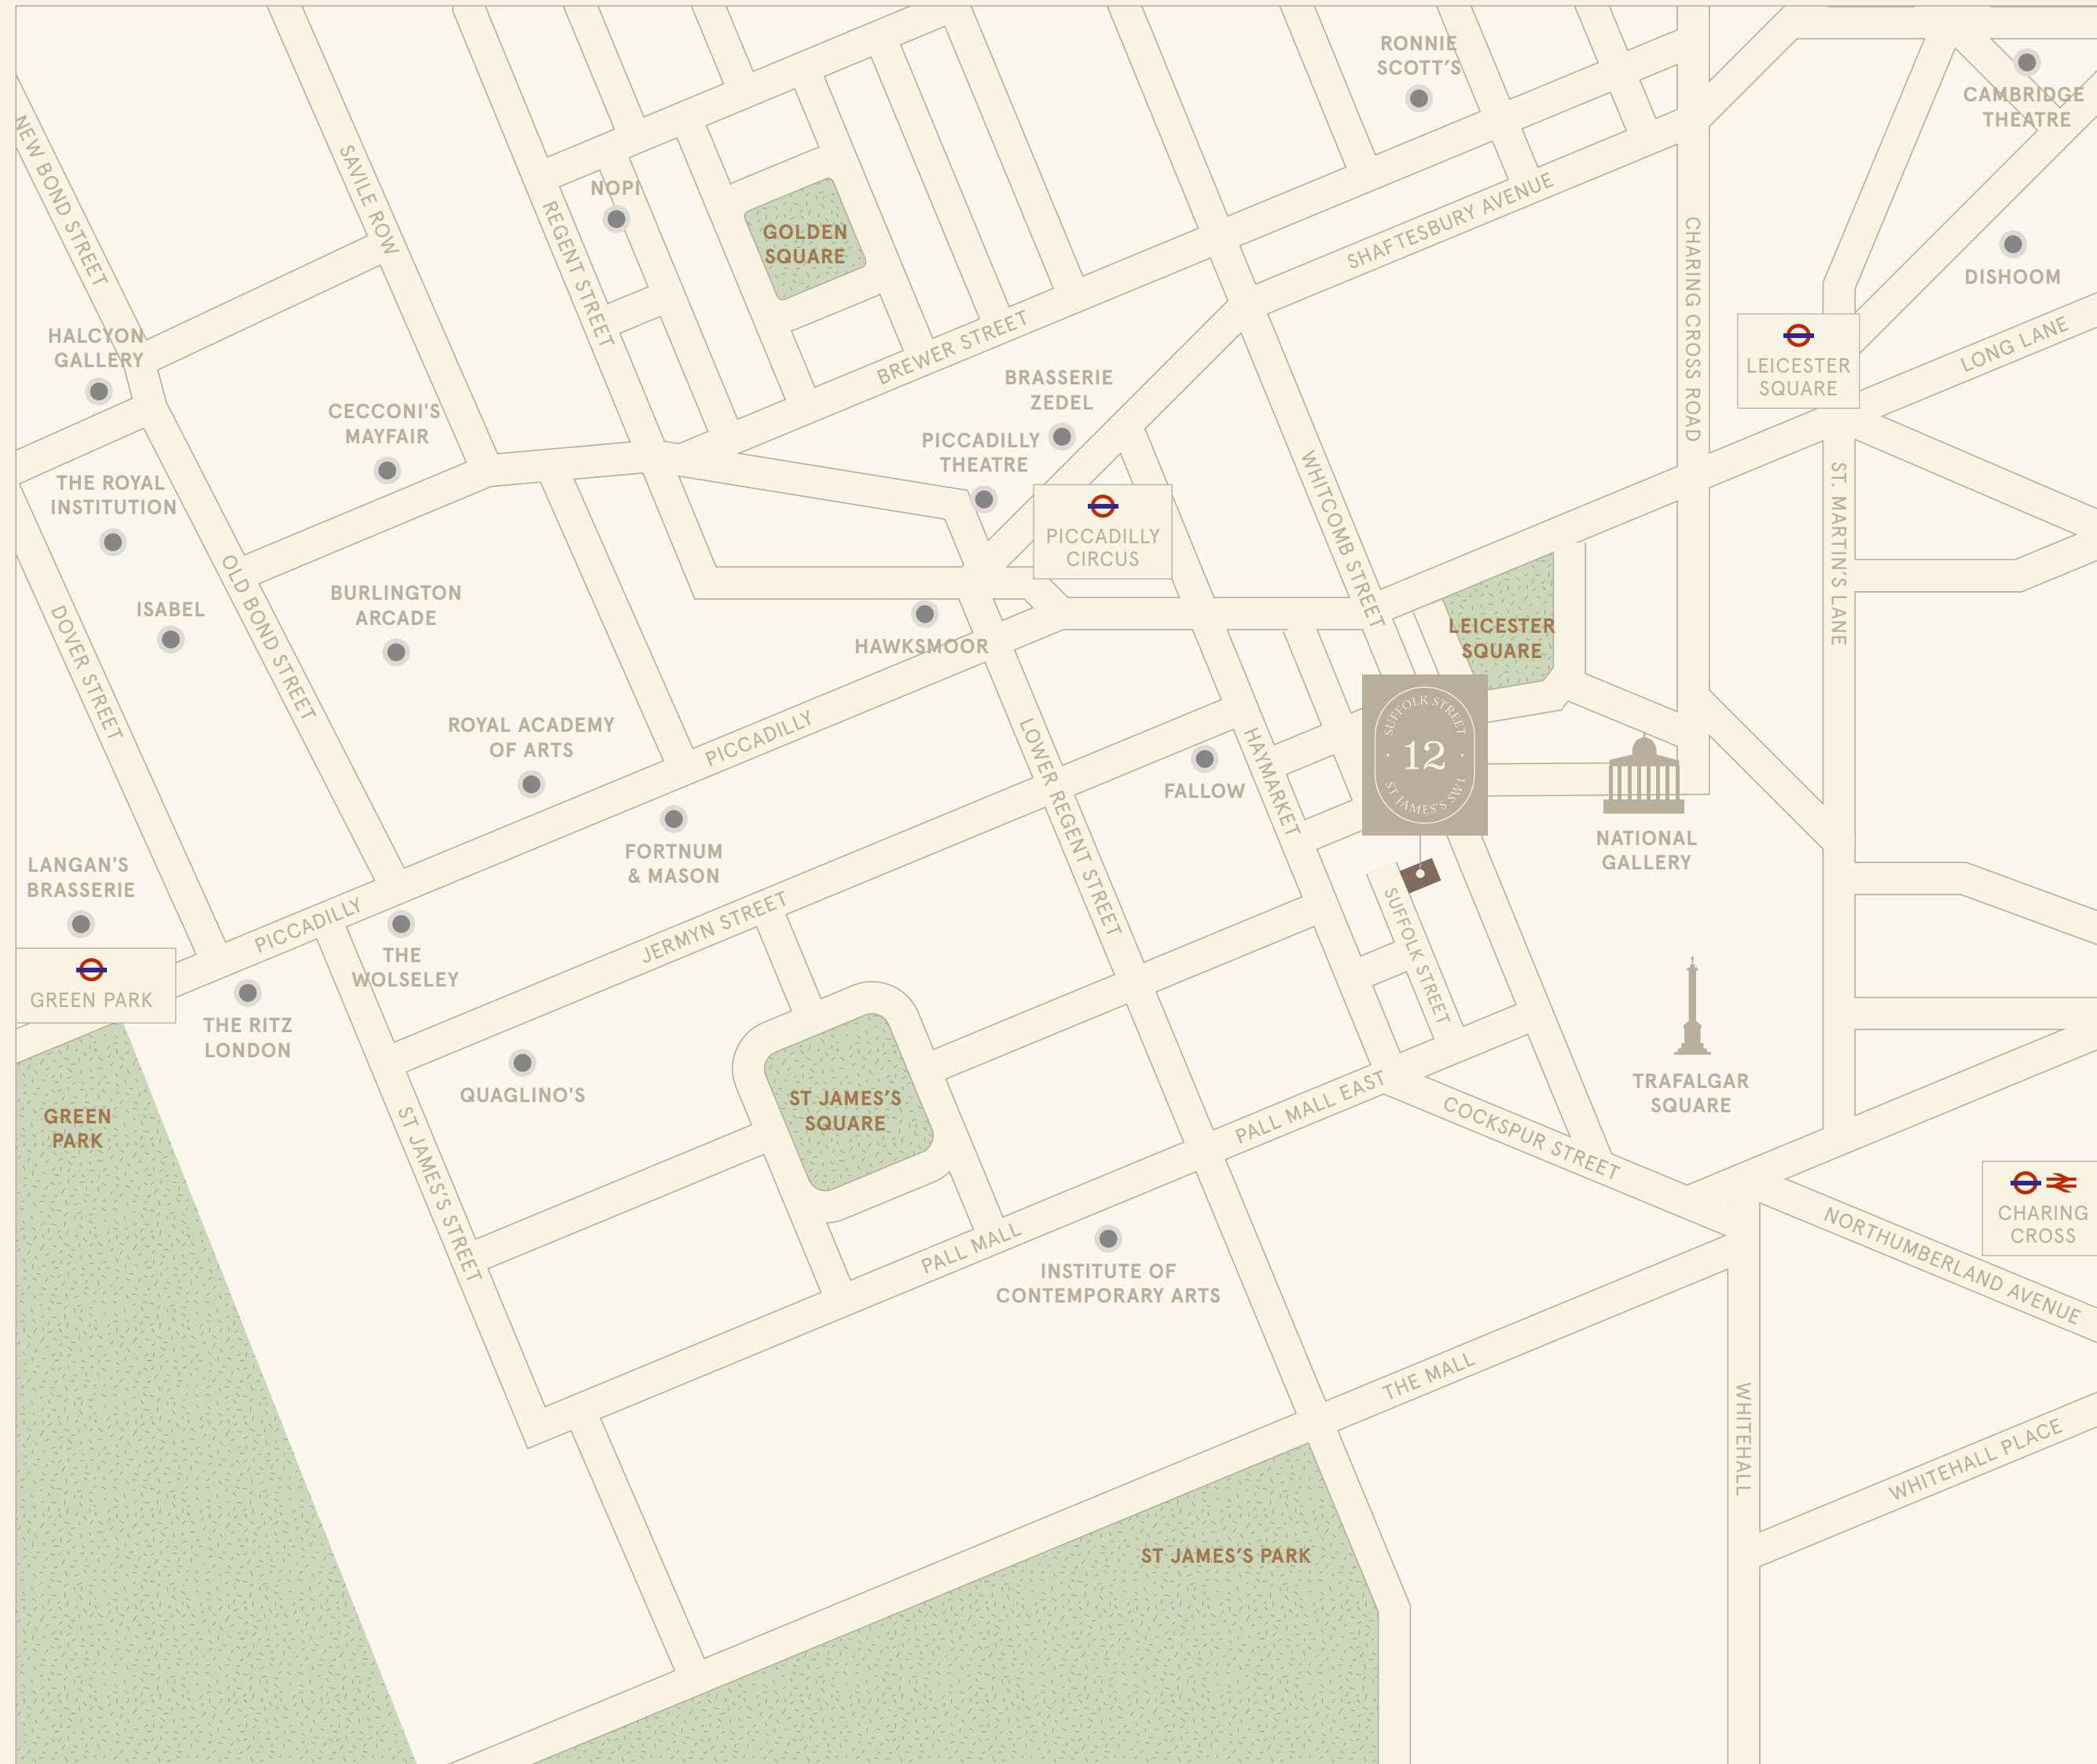 RONNIE
SCOTT'S
CAMBRIDGE
THEATRE
NEW BOND STREET
SAVILE ROW
REGENT STREET
NOPI
GOLDEN
SQUARE
SHAFTESBURY AVENUE
CHARING CROSS ROAD
DISHOOM
HALCYON
GALLERY
BREWER STREET
LEICESTER
SQUARE
LONG LANE
CECCONI'S
MAYFAIR
BRASSERIE
ZEDEL
PICCADILLY
THEATRE
THE ROYAL
INSTITUTION
WHITCOMB STREET
ST. MARTIN'S LANE
PICCADILLY
CIRCUS
OLD BOND STREET
BURLINGTON
ARCADE
ISABEL
DOVER STREET
HAWKSMOOR
LEICESTER
SQUARE
ROYAL ACADEMY
OF ARTS
PICCADILLY
LOWER REGENT STREET
HAYMARKET
FALLOW
SUFFOLK STREET
12
ST JAMES'S SW1
NATIONAL
GALLERY
FORTNUM
& MASON
LANGAN'S
BRASSERIE
PICCADILLY
JERMYN STREET
SUFFOLK STREET
THE
WOLSELEY
GREEN PARK
THE RITZ
LONDON
QUAGLINO'S
ST JAMES'S
SQUARE
PALL MALL EAST
COCKSPUR STREET
TRAFALGAR
SQUARE
GREEN
PARK
ST JAMES'S STREET
PALL MALL
INSTITUTE OF
CONTEMPORARY ARTS
CHARING
CROSS
NORTHUMBERLAND AVENUE
THE MALL
WHITEHALL
WHITEHALL PLACE
ST JAMES'S PARK